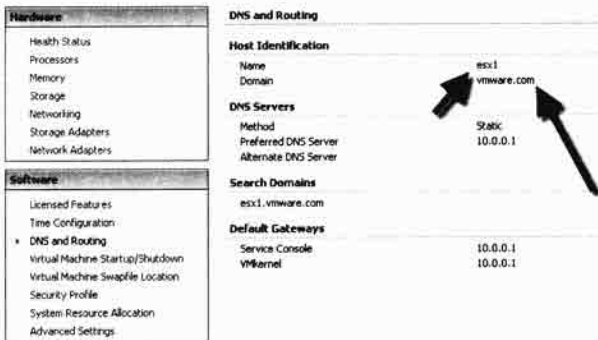 Hardware
Health Status
Processors
Memory
Storage
Networking
Storage Adapters
Network Adapters
Software
Licensed Features
Time Configuration
DNS and Routing
Virtual Machine Startup/Shutdown
Virtual Machine Swapfile Location
Security Profile
System Resource Allocation
Advanced Settings
DNS and Routing
Host Identification
Name esx1
Domain vmware.com
DNS Servers
Method Static
Preferred DNS Server 10.0.0.1
Alternate DNS Server
Search Domains
esx1.vmware.com
Default Gateways
Service Console 10.0.0.1
VMkernel 10.0.0.1